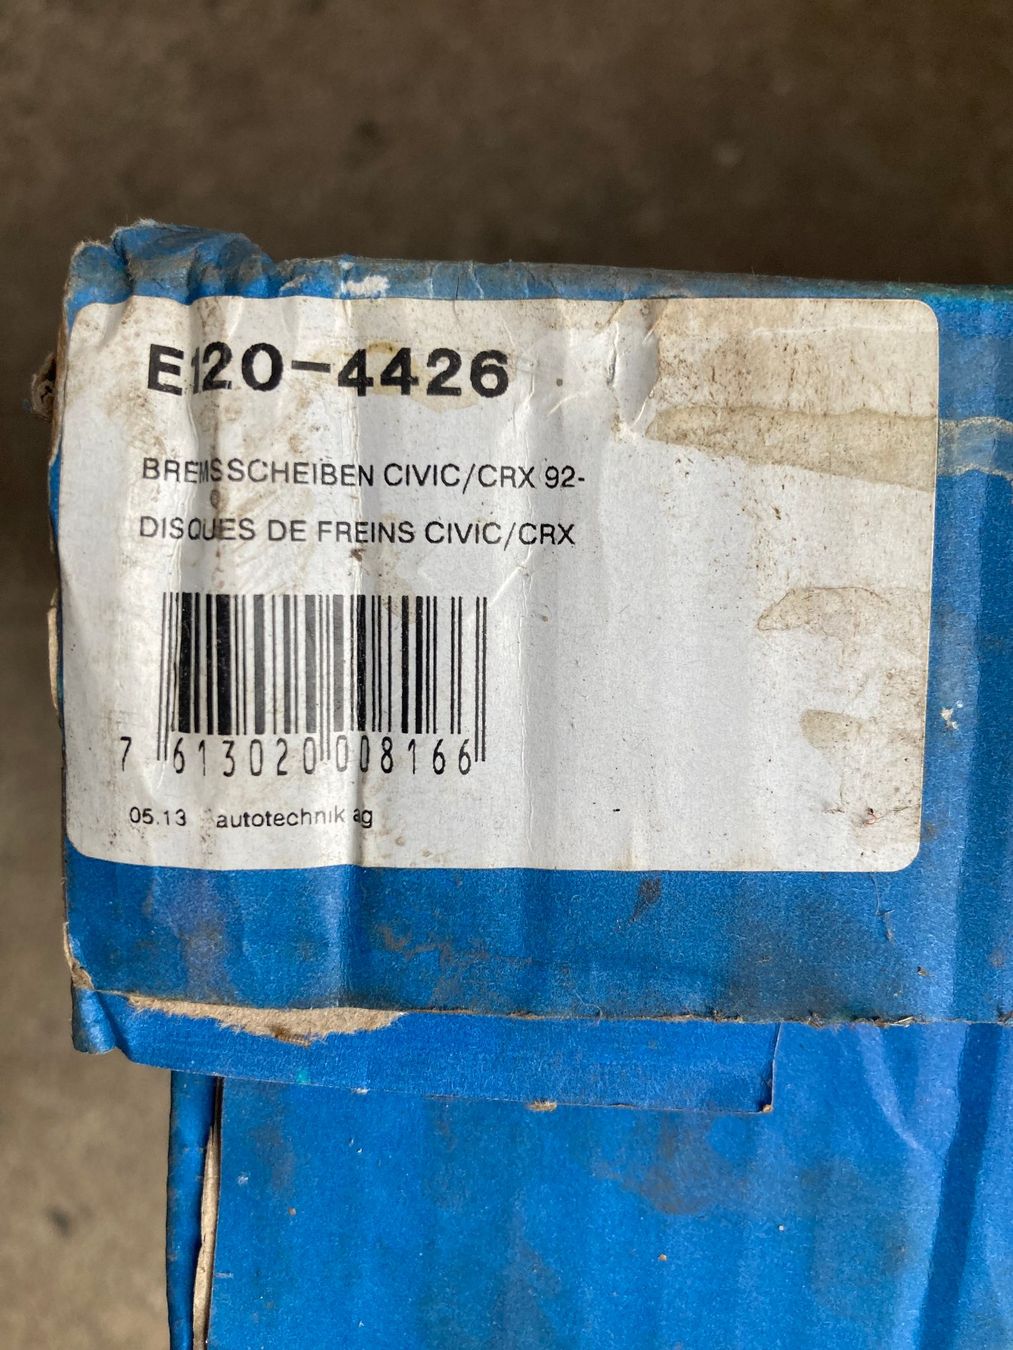 E120-4426
BREMSSCHEIBEN CIVIC/CRX 92-
DISQUES DE FREINS CIVIC/CRX
7 613020 008166
05.13 autotechnik ag